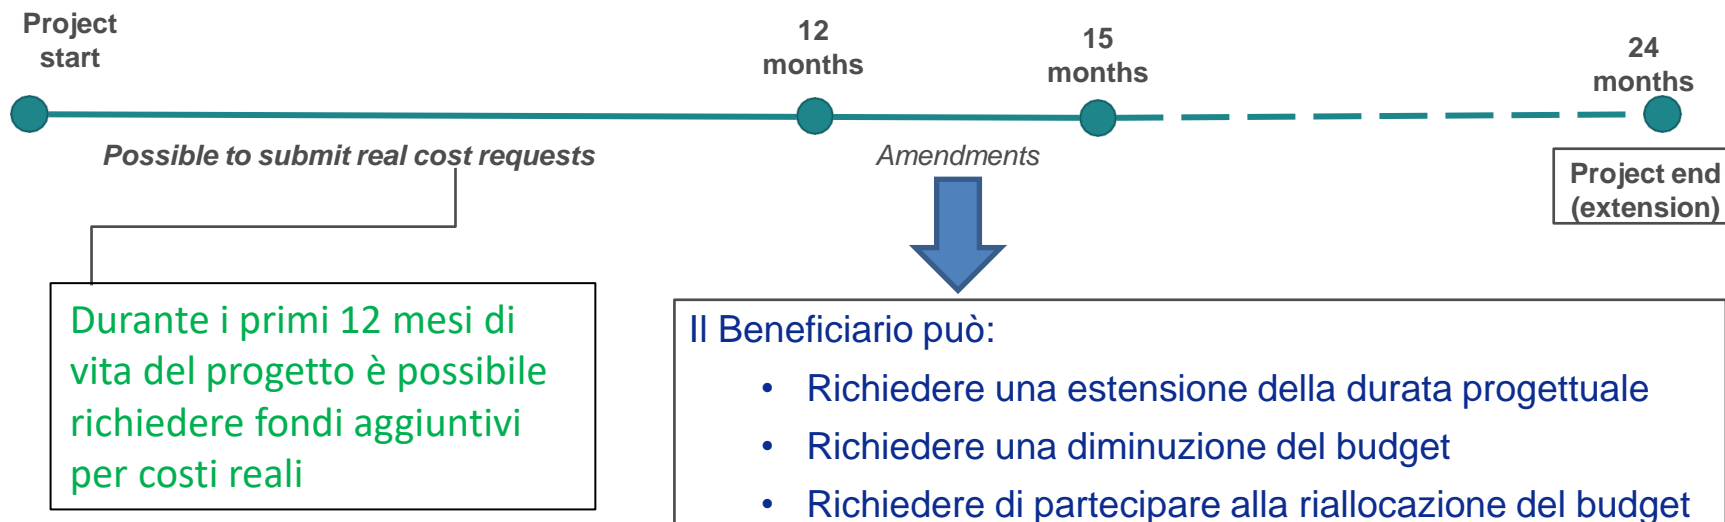 Project
start
12
months
15
months
24
months
Possible to submit real cost requests
Amendments
Project end
(extension)
Durante i primi 12 mesi di
vita del progetto è possibile
richiedere fondi aggiuntivi
per costi reali
Il Beneficiario può:
• Richiedere una estensione della durata progettuale
• Richiedere una diminuzione del budget
• Richiedere di partecipare alla riallocazione del budget